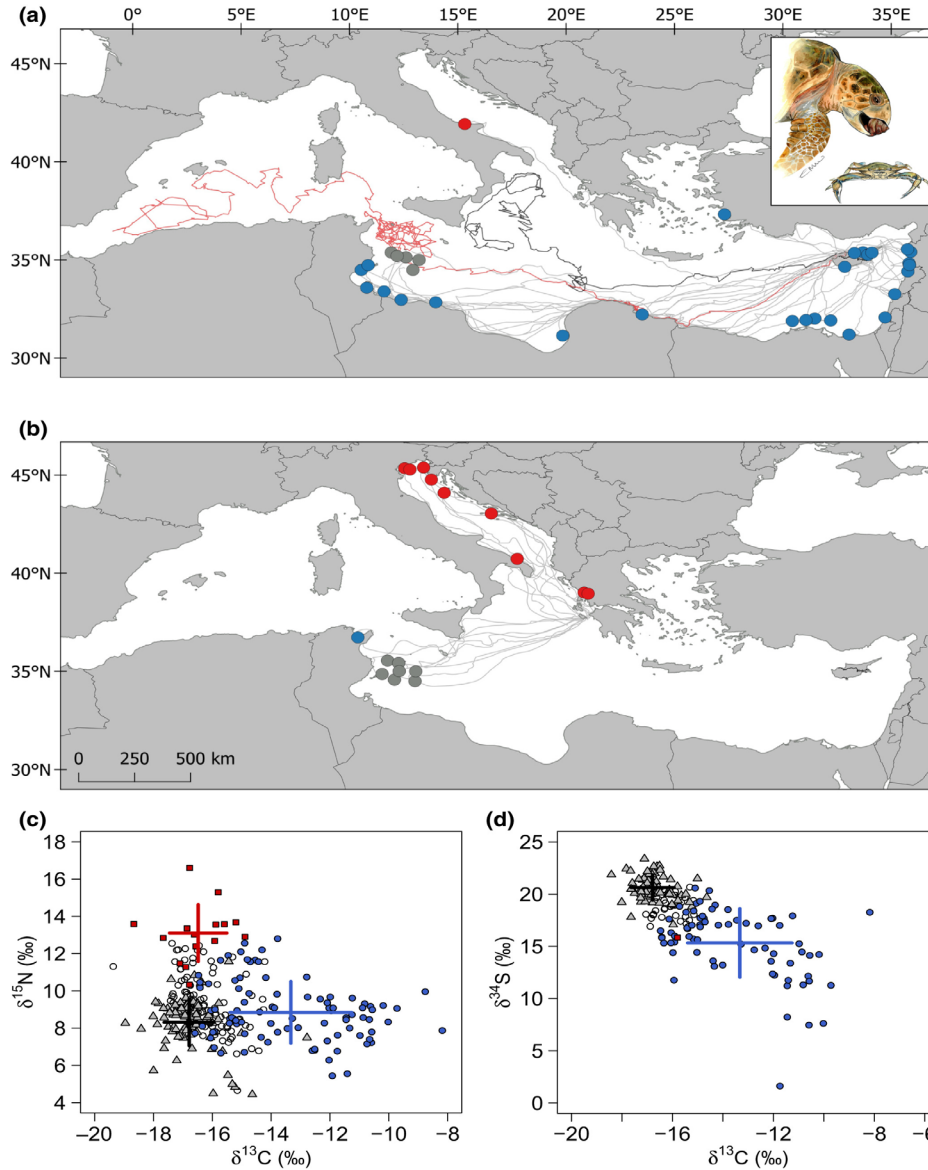 (a)
0° 5°E 10°E 15°E 20°E 25°E 30°E 35°E
45°N
40°N
35°N
30°N
(b)
45°N
40°N
35°N
30°N
0 250 500 km
(c)
18
16
14
12
10
8
6
4
δ¹⁵N (‰)
−20 −18 −16 −14 −12 −10 −8
δ¹³C (‰)
(d)
25
20
15
10
5
0
δ³⁴S (‰)
−20 −16 −12 −8 −6
δ¹³C (‰)